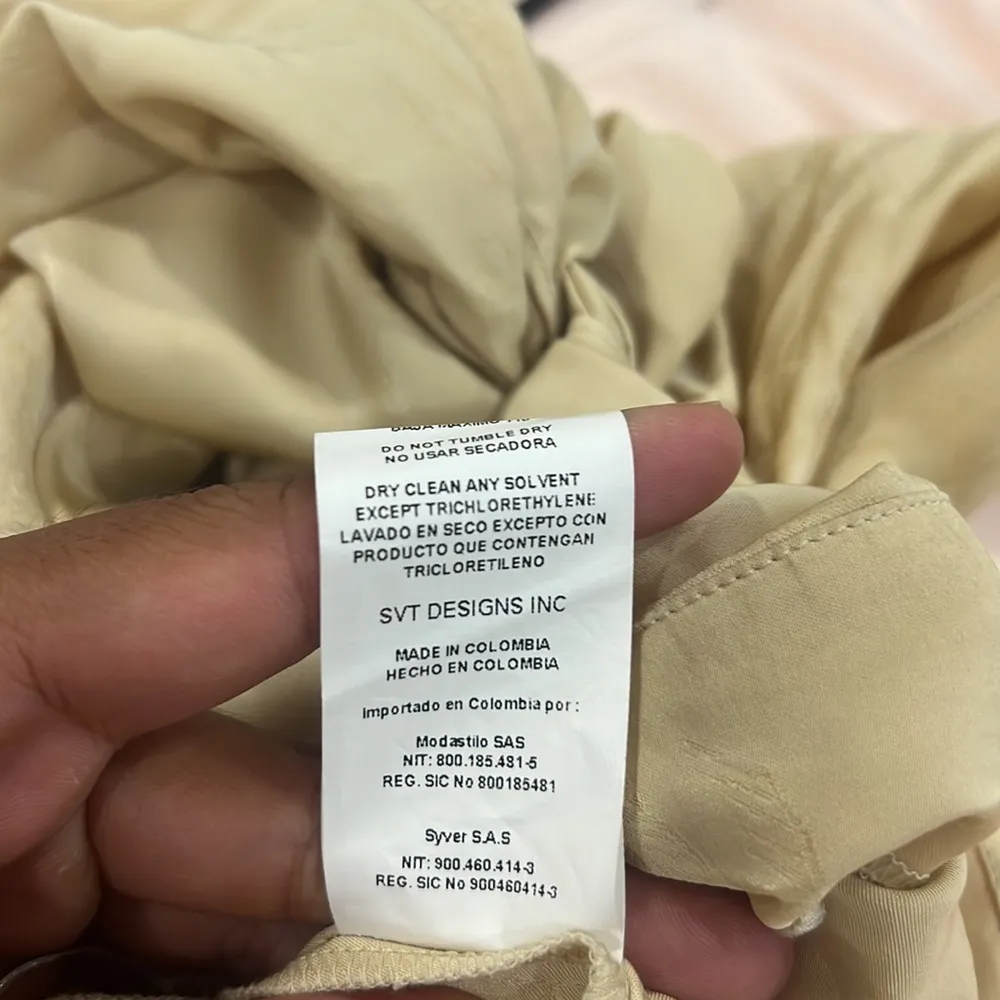 DO NOT TUMBLE DRY
NO USAR SECADORA
DRY CLEAN ANY SOLVENT
EXCEPT TRICHLORETHYLENE
LAVADO EN SECO EXCEPTO CON
PRODUCTO QUE CONTENGAN
TRICLORETILENO
SVT DESIGNS INC
MADE IN COLOMBIA
HECHO EN COLOMBIA
Importado en Colombia por:
Modastilo SAS
NIT: 800.185.481-5
REG. SIC No 800185481
Syver S.A.S
NIT: 900.460.414-3
REG. SIC No 900460414-3